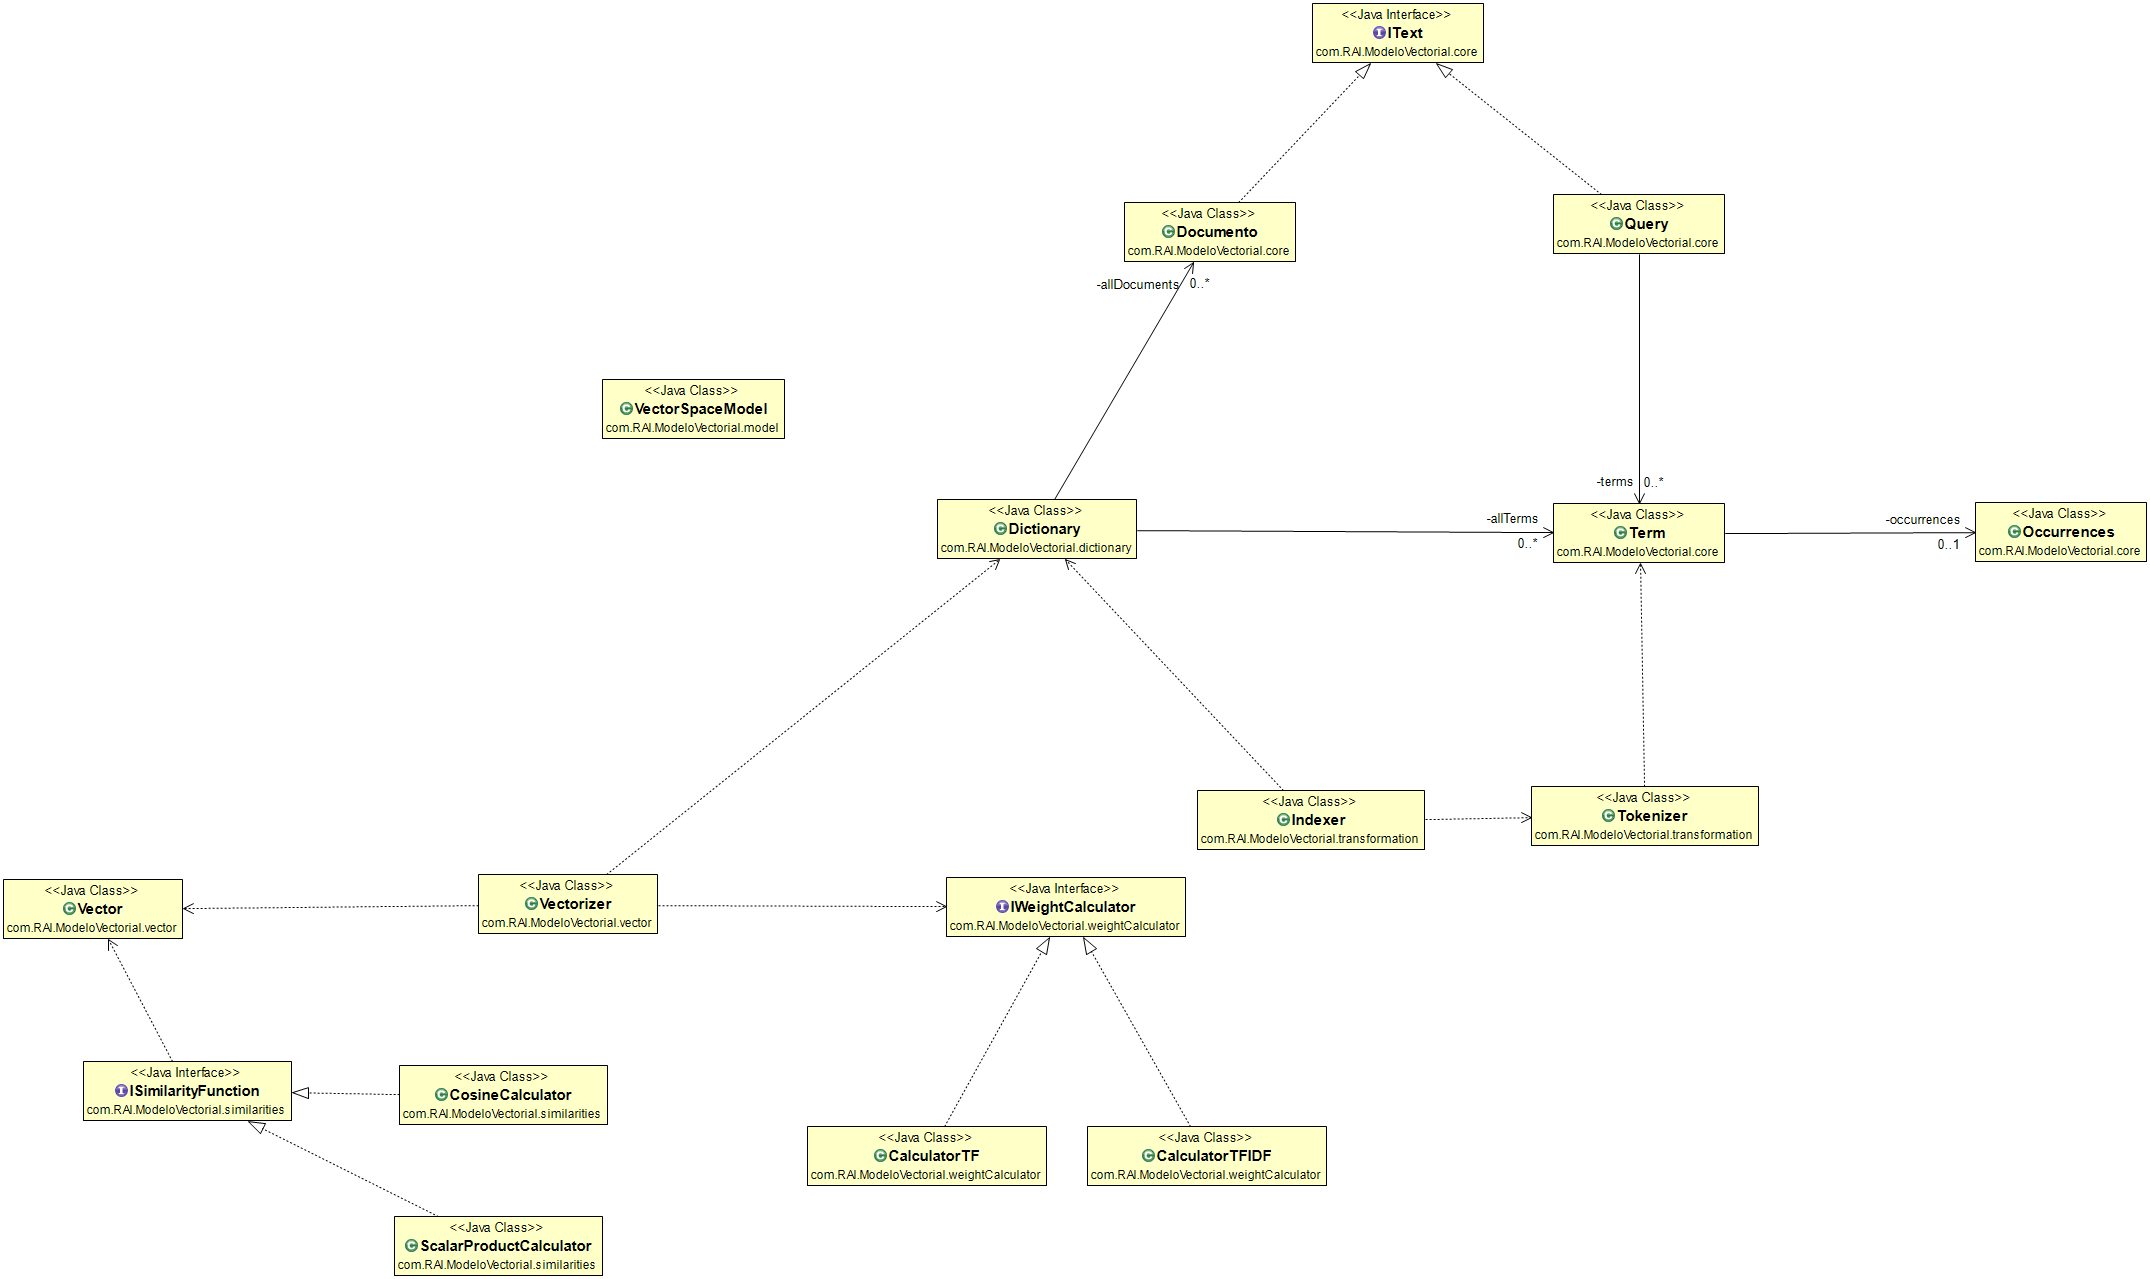 <<Java Interface>>
IText
com.RAI.ModeloVectorial.core
<<Java Class>>
Documento
com.RAI.ModeloVectorial.core
<<Java Class>>
Query
com.RAI.ModeloVectorial.core
-allDocuments 0..*
<<Java Class>>
VectorSpaceModel
com.RAI.ModeloVectorial.model
-terms 0..*
<<Java Class>>
Dictionary
com.RAI.ModeloVectorial.dictionary
-allTerms
0..*
<<Java Class>>
Term
com.RAI.ModeloVectorial.core
-occurrences
0..1
<<Java Class>>
Occurrences
com.RAI.ModeloVectorial.core
<<Java Class>>
Indexer
com.RAI.ModeloVectorial.transformation
<<Java Class>>
Tokenizer
com.RAI.ModeloVectorial.transformation
<<Java Class>>
Vector
com.RAI.ModeloVectorial.vector
<<Java Class>>
Vectorizer
com.RAI.ModeloVectorial.vector
<<Java Interface>>
IWeightCalculator
com.RAI.ModeloVectorial.weightCalculator
<<Java Interface>>
ISimilarityFunction
com.RAI.ModeloVectorial.similarities
<<Java Class>>
CosineCalculator
com.RAI.ModeloVectorial.similarities
<<Java Class>>
CalculatorTF
com.RAI.ModeloVectorial.weightCalculator
<<Java Class>>
CalculatorTFIDF
com.RAI.ModeloVectorial.weightCalculator
<<Java Class>>
ScalarProductCalculator
com.RAI.ModeloVectorial.similarities